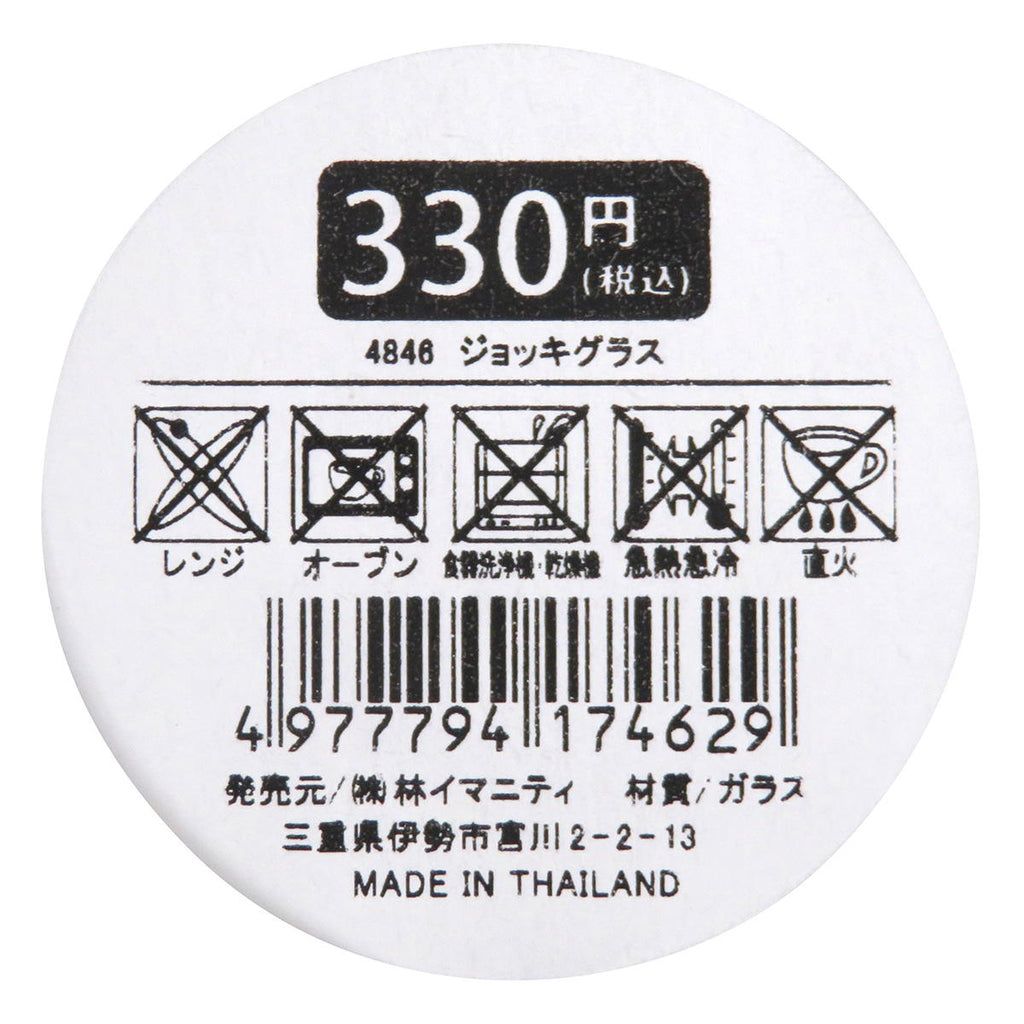 330円
(税込)
4846 ジョッキグラス
レンジ オーブン 食器洗浄機・乾燥機 急熱急冷 直火
4 977794 174629
発売元/㈱林イマニティ 材質/ガラス
三重県伊勢市宮川2-2-13
MADE IN THAILAND